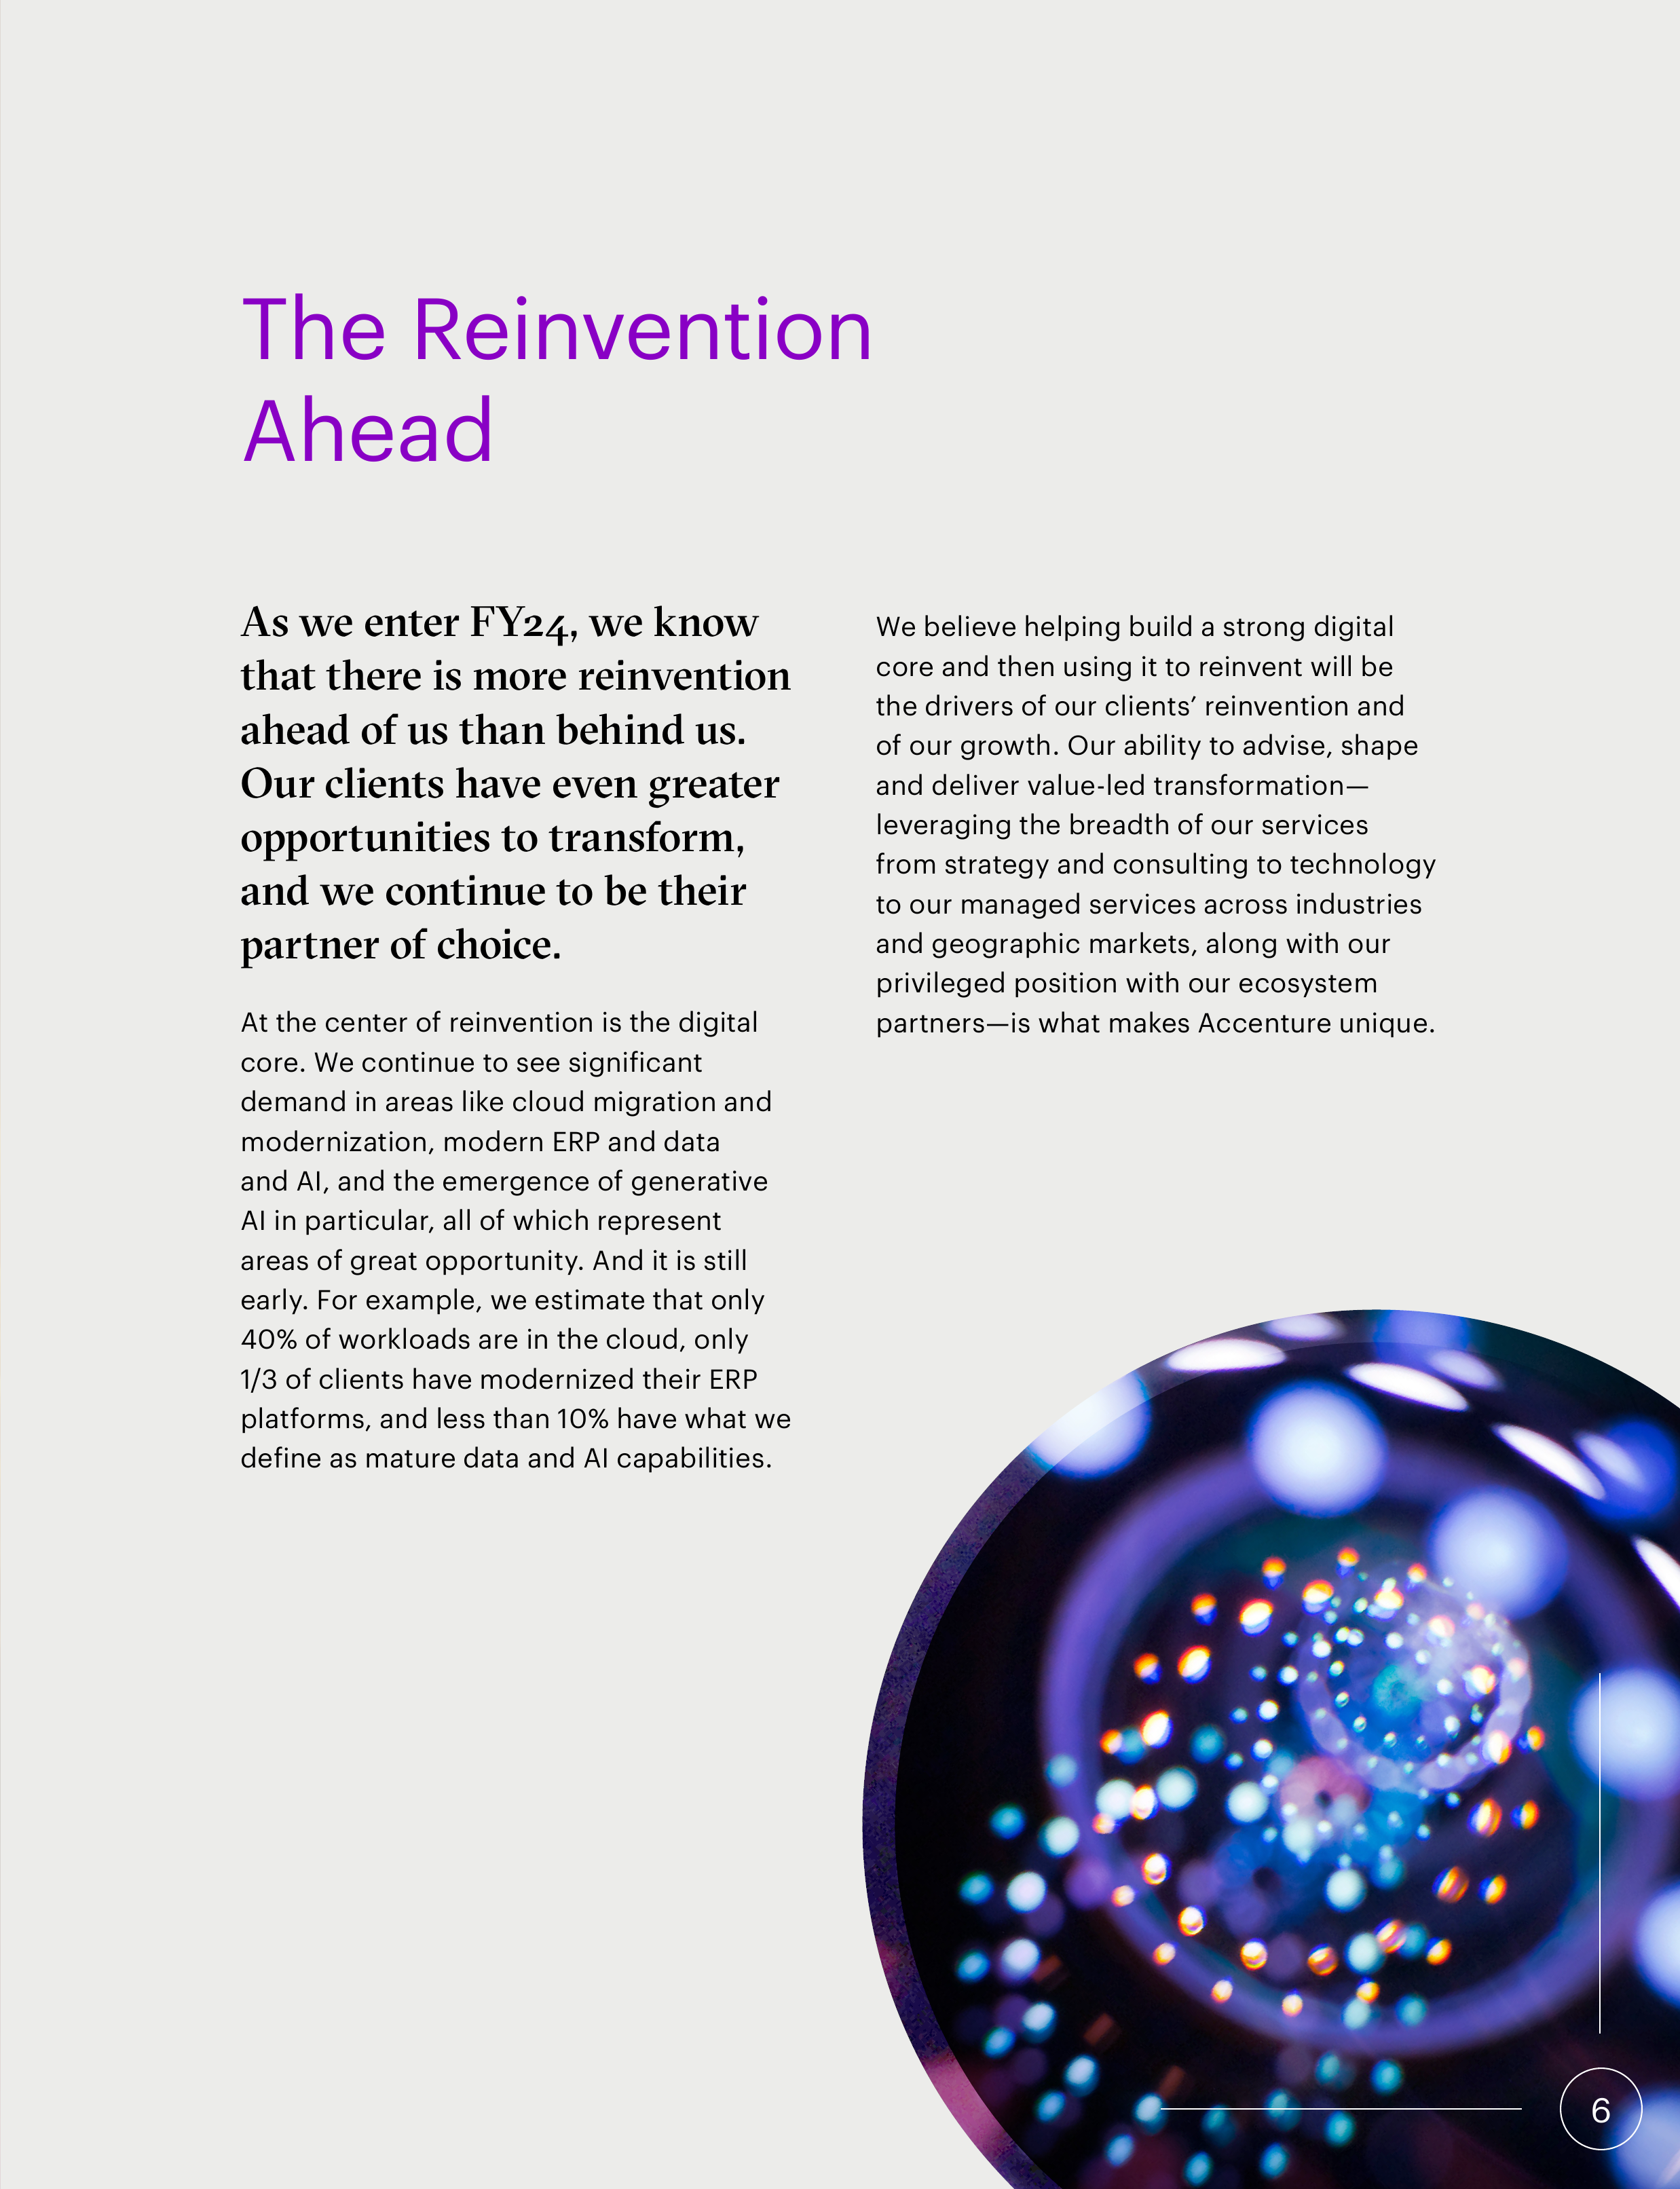 The Reinvention
Ahead
As we enter FY24, we know
that there is more reinvention
ahead of us than behind us.
Our clients have even greater
opportunities to transform,
and we continue to be their
partner of choice.
At the center of reinvention is the digital
core. We continue to see significant
demand in areas like cloud migration and
modernization, modern ERP and data
and AI, and the emergence of generative
AI in particular, all of which represent
areas of great opportunity. And it is still
early. For example, we estimate that only
40% of workloads are in the cloud, only
1/3 of clients have modernized their ERP
platforms, and less than 10% have what we
define as mature data and AI capabilities.
We believe helping build a strong digital
core and then using it to reinvent will be
the drivers of our clients’ reinvention and
of our growth. Our ability to advise, shape
and deliver value-led transformation—
leveraging the breadth of our services
from strategy and consulting to technology
to our managed services across industries
and geographic markets, along with our
privileged position with our ecosystem
partners—is what makes Accenture unique.
6